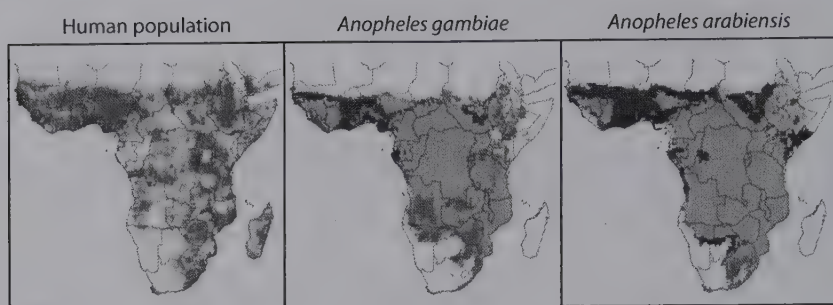 Human population
Anopheles gambiae
Anopheles arabiensis